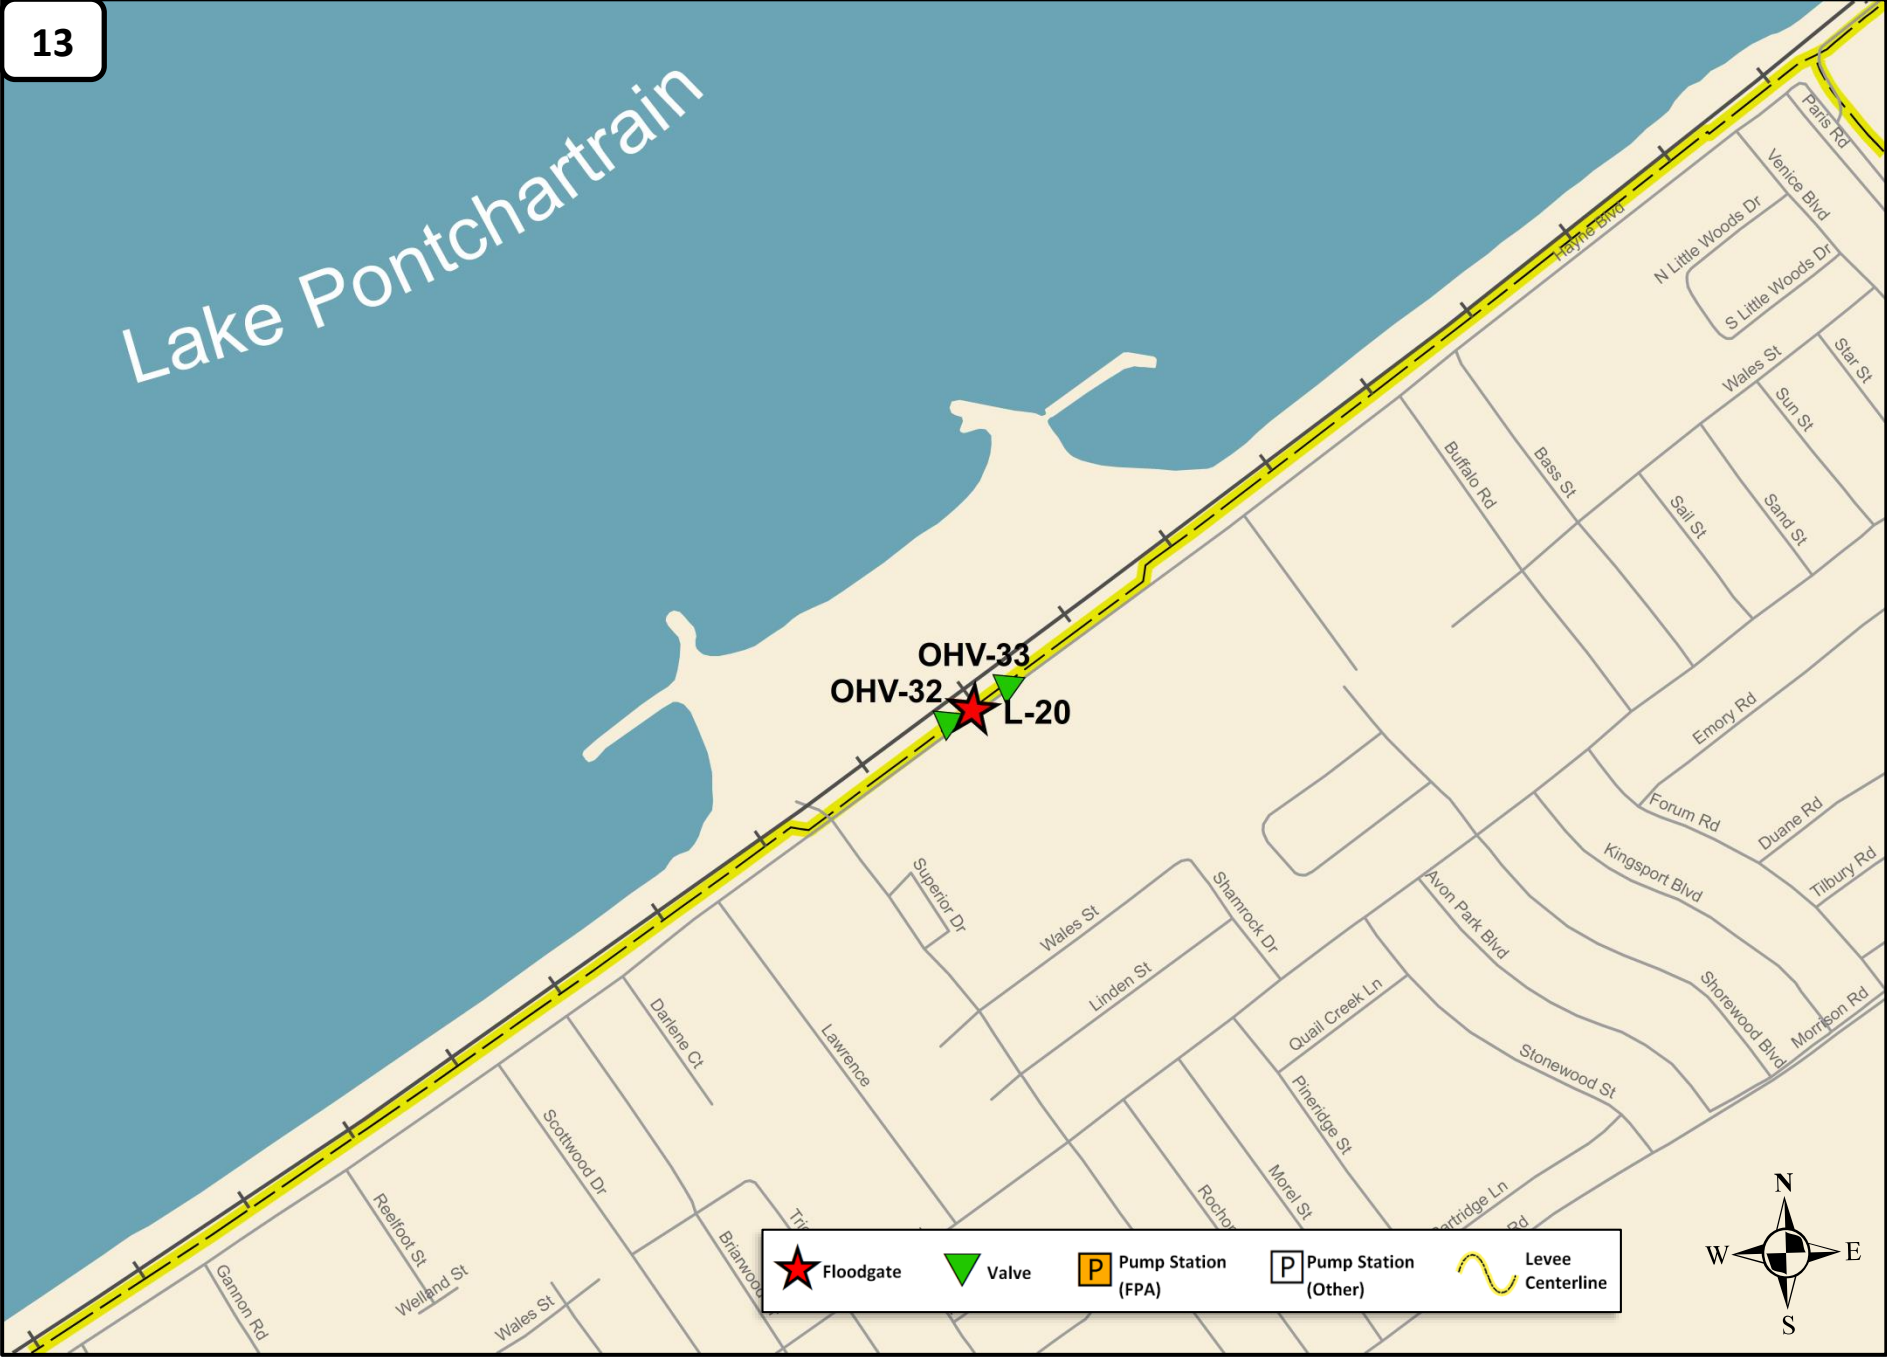 13
Lake Pontchartrain
Paris Rd
Venice Blvd
N Little Woods Dr
Hayne Blvd
S Little Woods Dr
Wales St
Star St
Sun St
Buffalo Rd
Bass St
Sail St
Sand St
OHV-33
OHV-32
L-20
Emory Rd
Forum Rd
Duane Rd
Kingsport Blvd
Tilbury Rd
Superior Dr
Shamrock Dr
Avon Park Blvd
Wales St
Linden St
Quail Creek Ln
Shorewood Blvd
Morrison Rd
Darlene Ct
Lawrence
Stonewood St
Pineridge St
Scottwood Dr
Morel St
Reelfoot St
Partridge Ln
Rd
Gannon Rd
Welland St
Wales St
Floodgate
Valve
Pump Station
(FPA)
P
Pump Station
(Other)
P
Levee
Centerline
N
W
E
S